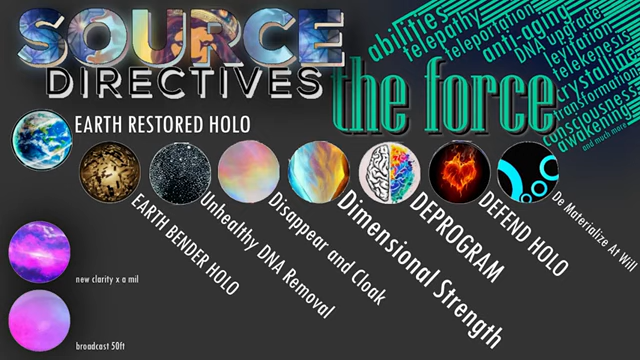 SOURCE
DIRECTIVES
the force
abilities
telepathy
teleportation
anti-aging
DNA upgrade
levitation
telekenesis
crystalline
transformation
consciousness
awakening
and much more
EARTH RESTORED HOLO
EARTH BENDER HOLO
Unhealthy DNA Removal
Disappear and Cloak
Dimensional Strength
DEPROGRAM
DEFEND HOLO
De Materialize At Will
new clarity x a mil
broadcast 50ft